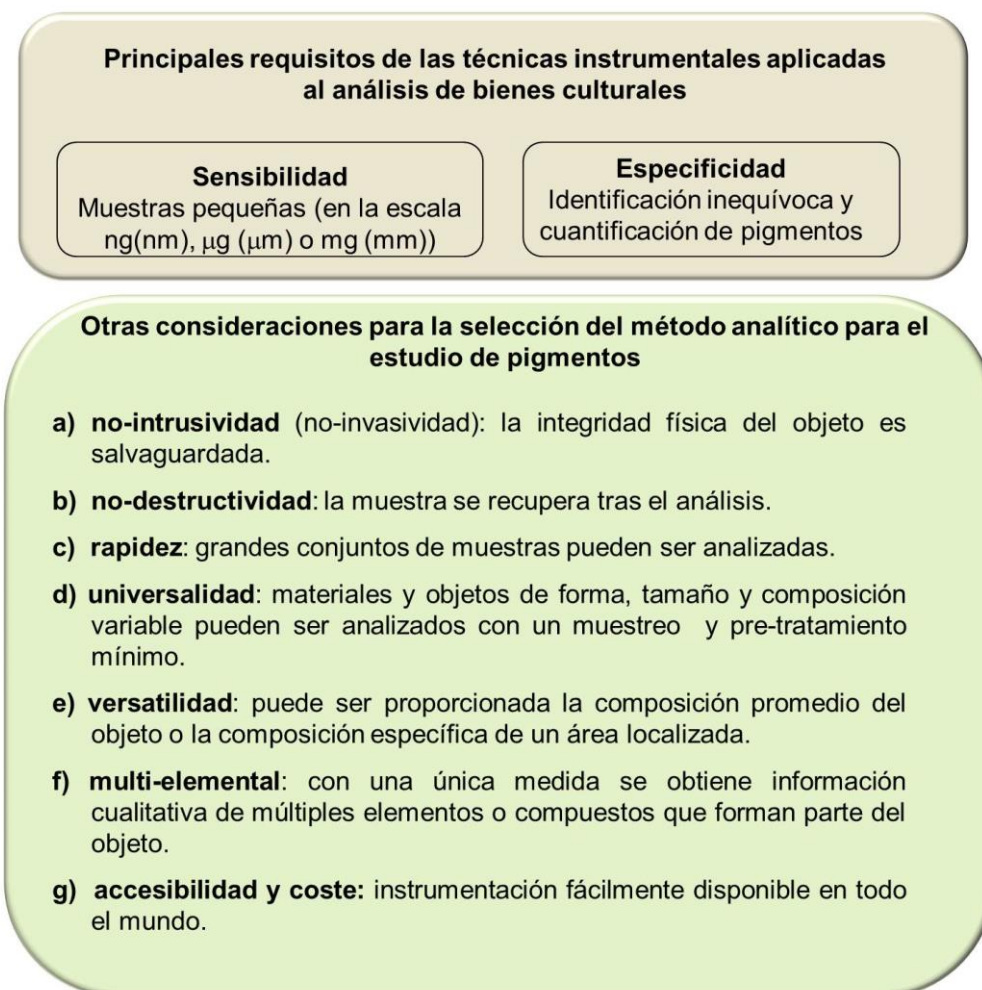 Principales requisitos de las técnicas instrumentales aplicadas
al análisis de bienes culturales
Sensibilidad
Muestras pequeñas (en la escala
ng(nm), μg (μm) o mg (mm))
Especificidad
Identificación inequívoca y
cuantificación de pigmentos
Otras consideraciones para la selección del método analítico para el
estudio de pigmentos
a) no-intrusividad (no-invasividad): la integridad física del objeto es
salvaguardada.
b) no-destructividad: la muestra se recupera tras el análisis.
c) rapidez: grandes conjuntos de muestras pueden ser analizadas.
d) universalidad: materiales y objetos de forma, tamaño y composición
variable pueden ser analizados con un muestreo y pre-tratamiento
mínimo.
e) versatilidad: puede ser proporcionada la composición promedio del
objeto o la composición específica de un área localizada.
f) multi-elemental: con una única medida se obtiene información
cualitativa de múltiples elementos o compuestos que forman parte del
objeto.
g) accesibilidad y coste: instrumentación fácilmente disponible en todo
el mundo.